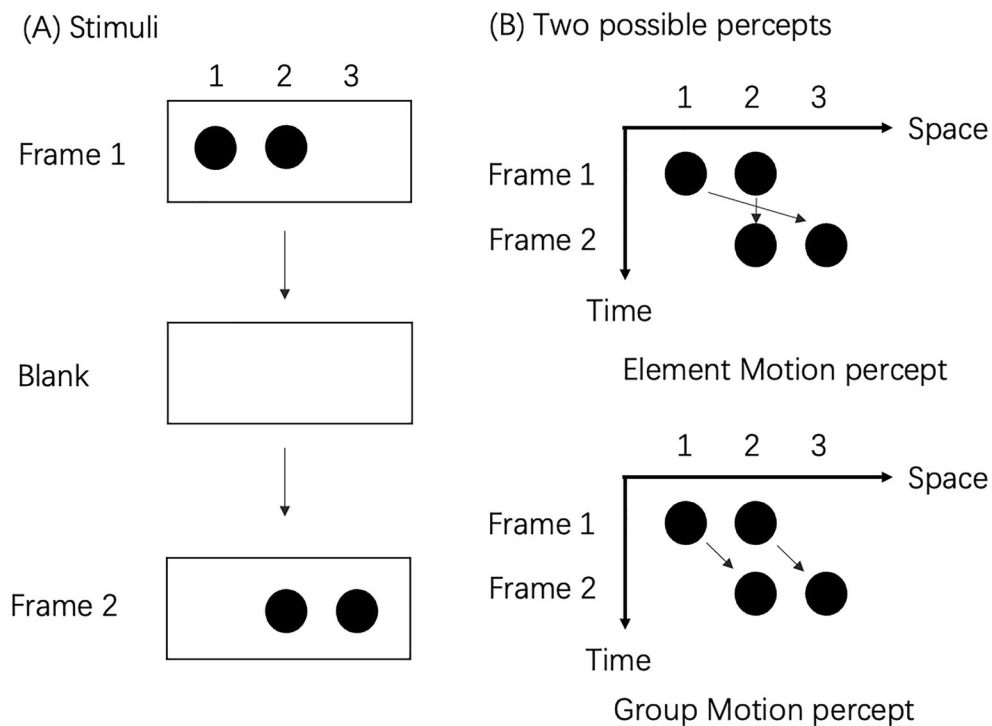 (A) Stimuli
1 2 3
Frame 1
Blank
Frame 2
(B) Two possible percepts
1 2 3
Space
Frame 1
Frame 2
Time
Element Motion percept
1 2 3
Space
Frame 1
Frame 2
Time
Group Motion percept